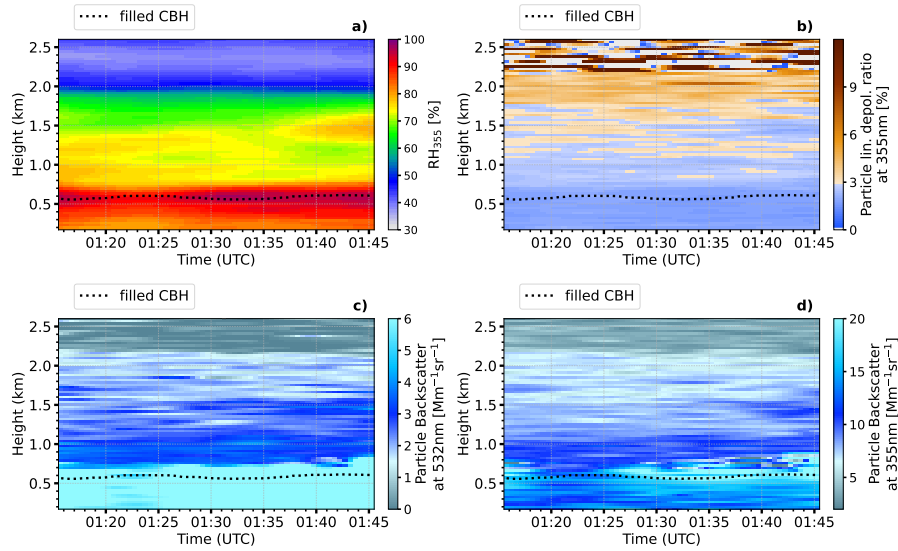 filled CBH
a)
2.5
2.0
1.5
1.0
0.5
Height (km)
01:20 01:25 01:30 01:35 01:40 01:45
Time (UTC)
100
90
80
70
60
50
40
30
RH355 [%]
filled CBH
b)
2.5
2.0
1.5
1.0
0.5
Height (km)
01:20 01:25 01:30 01:35 01:40 01:45
Time (UTC)
9
6
3
0
Particle lin. depol. ratio
at 355nm [%]
filled CBH
c)
2.5
2.0
1.5
1.0
0.5
Height (km)
01:20 01:25 01:30 01:35 01:40 01:45
Time (UTC)
6
5
4
3
2
1
0
Particle Backscatter
at 532nm [Mm⁻¹sr⁻¹]
filled CBH
d)
2.5
2.0
1.5
1.0
0.5
Height (km)
01:20 01:25 01:30 01:35 01:40 01:45
Time (UTC)
20
15
10
5
Particle Backscatter
at 355nm [Mm⁻¹sr⁻¹]